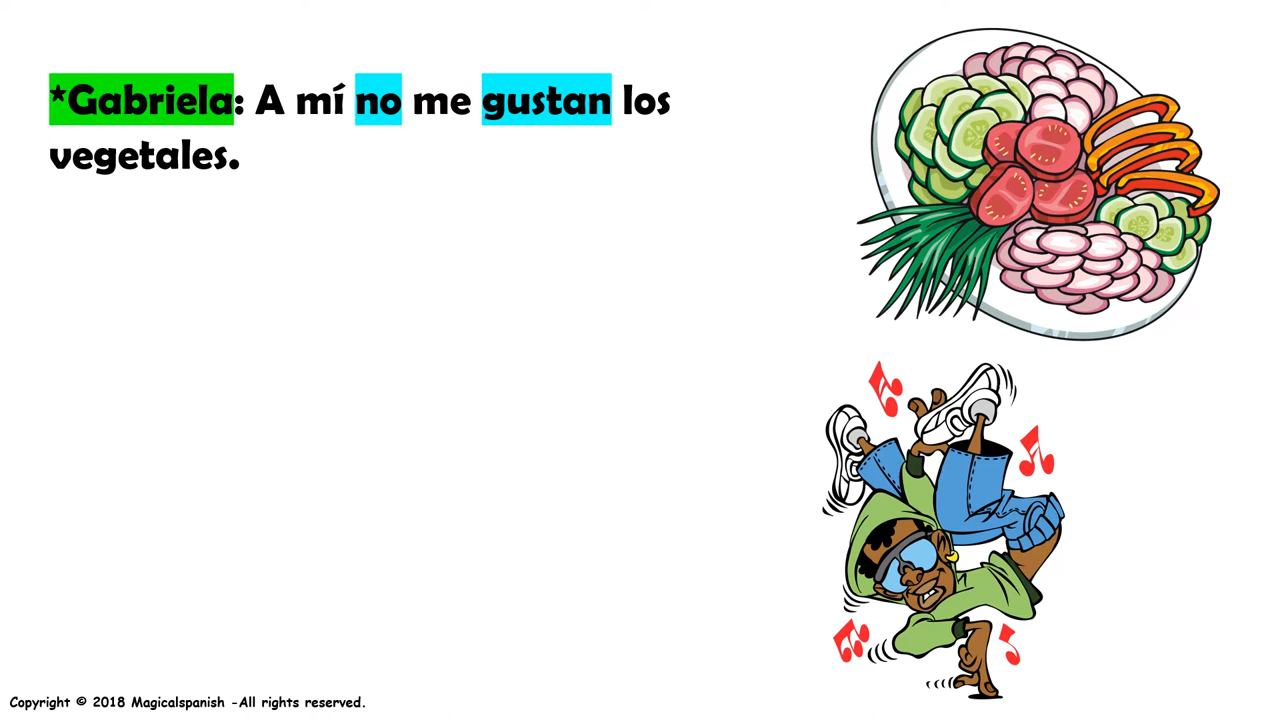 *Gabriela: A mí no me gustan los
vegetales.
Copyright © 2018 Magicalspanish -All rights reserved.